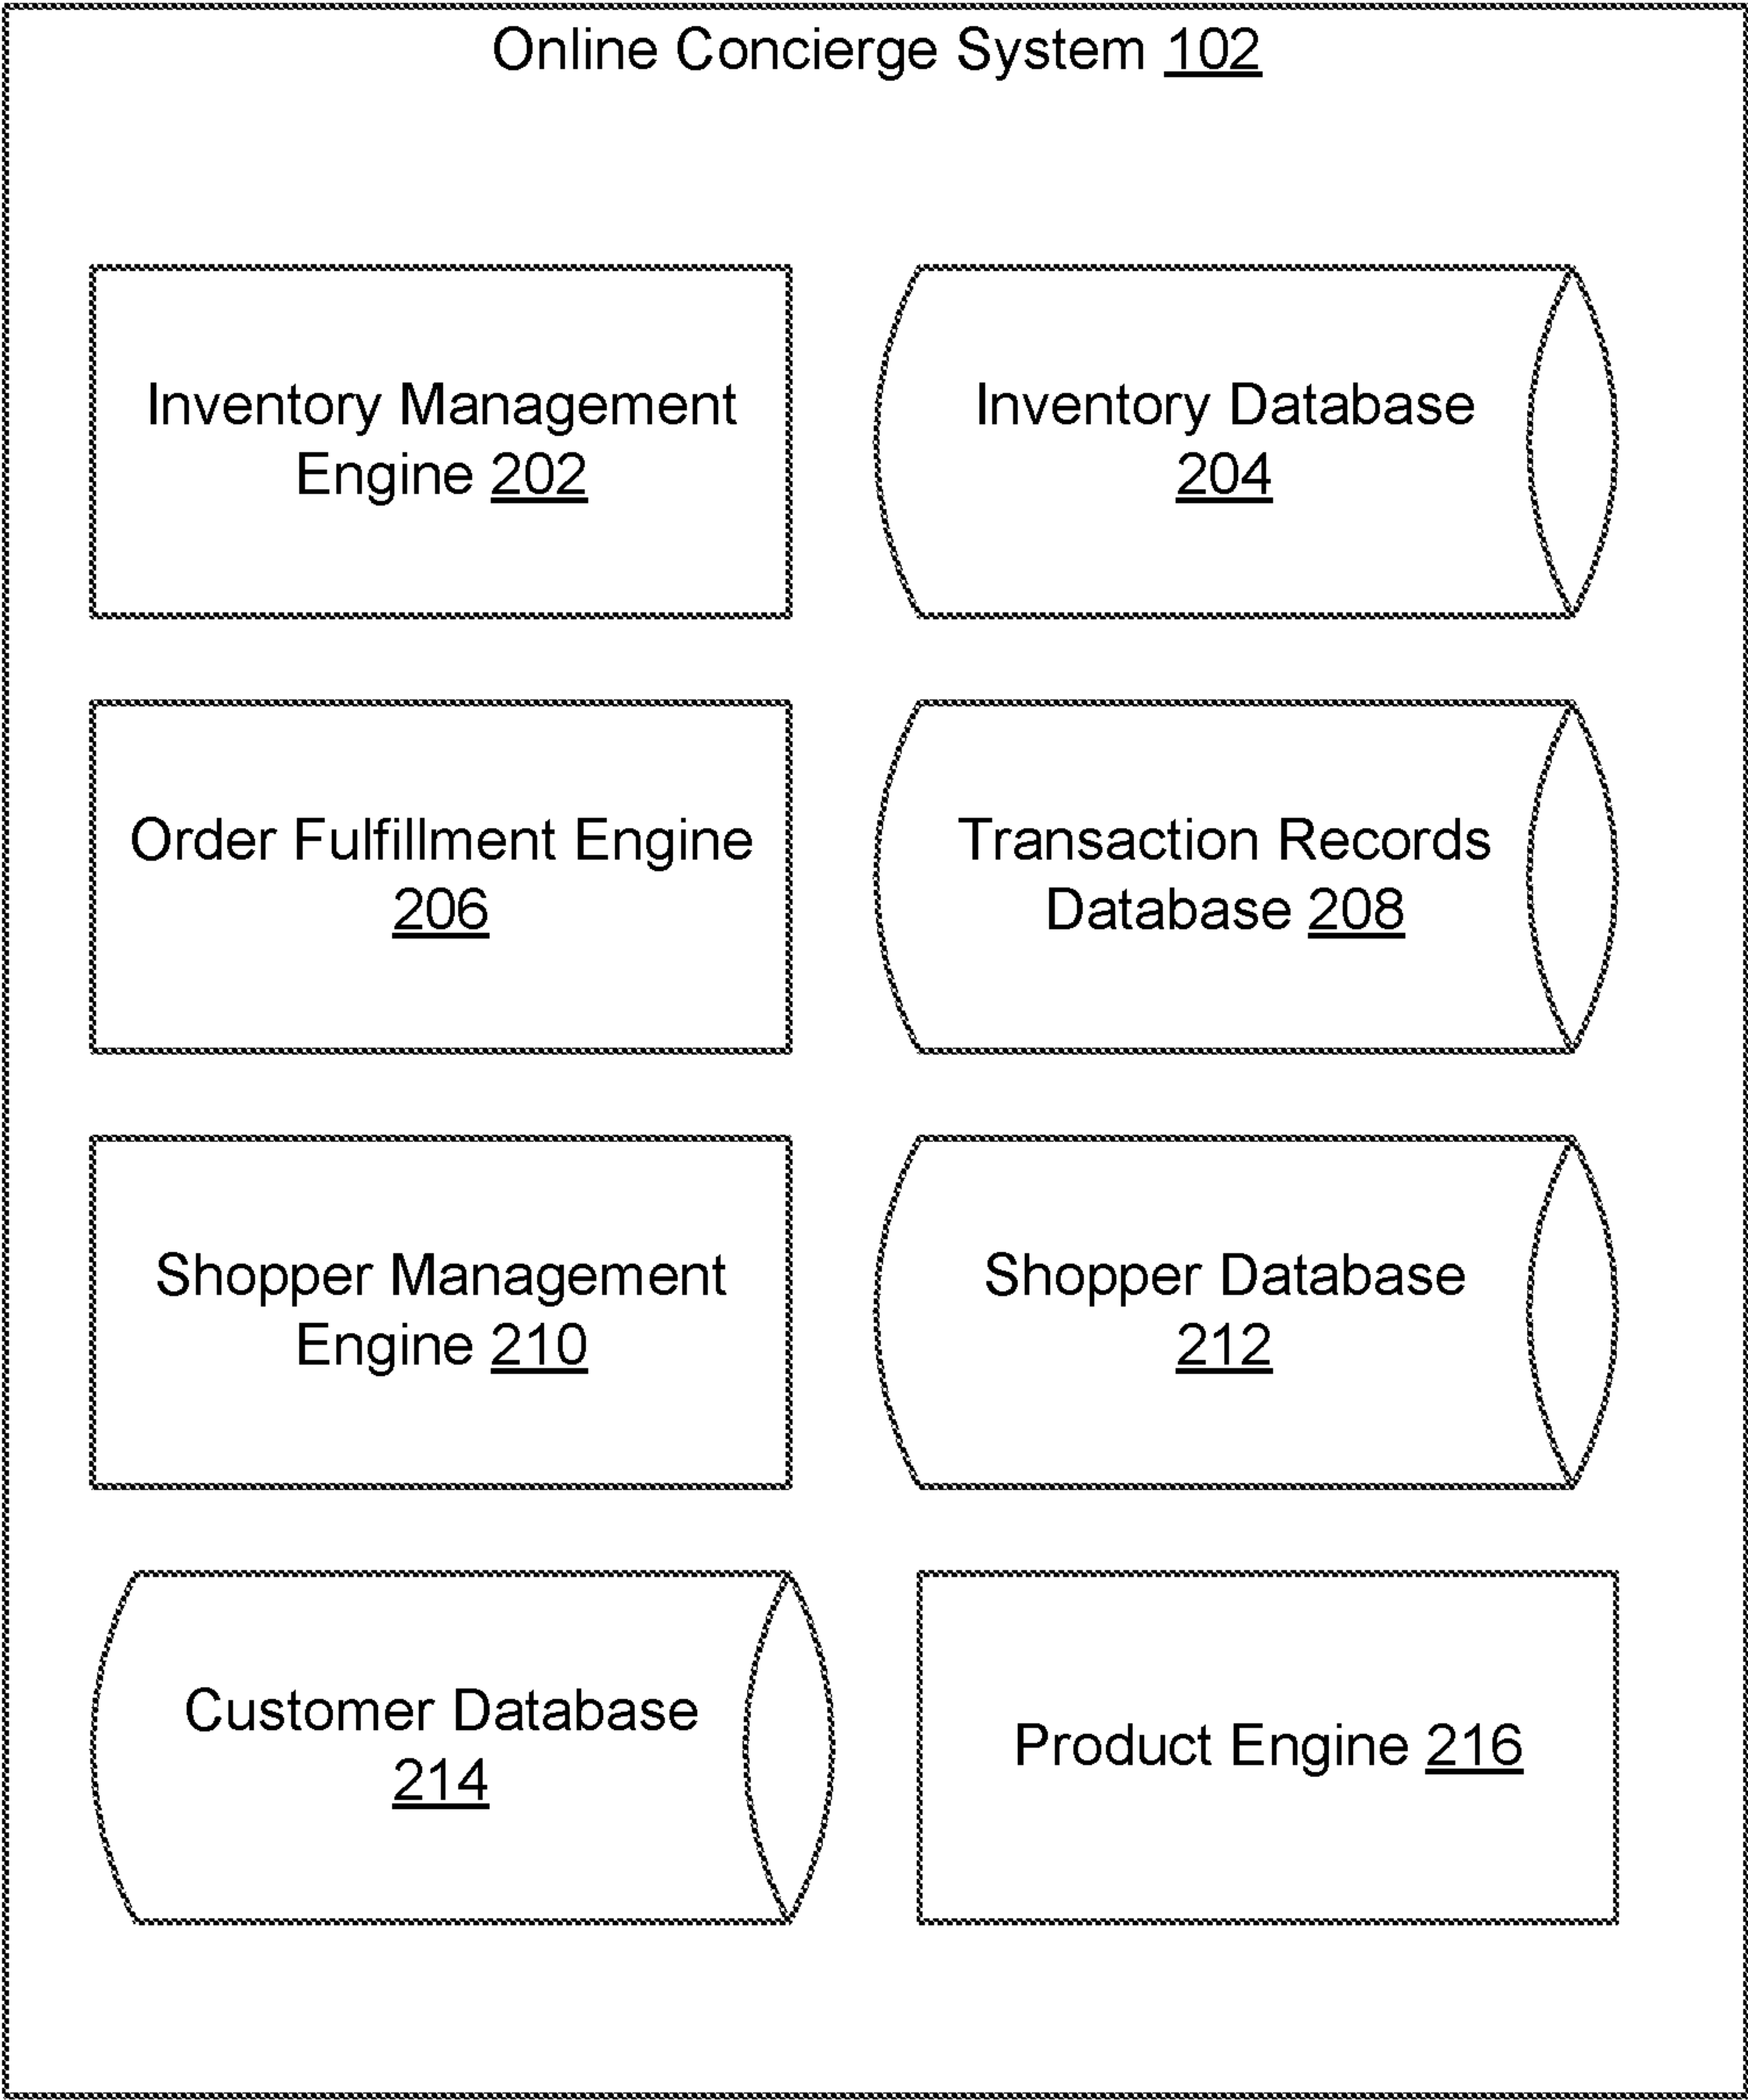 Online Concierge System 102
Inventory Management
Engine 202
Inventory Database
204
Order Fulfillment Engine
206
Transaction Records
Database 208
Shopper Management
Engine 210
Shopper Database
212
Customer Database
214
Product Engine 216